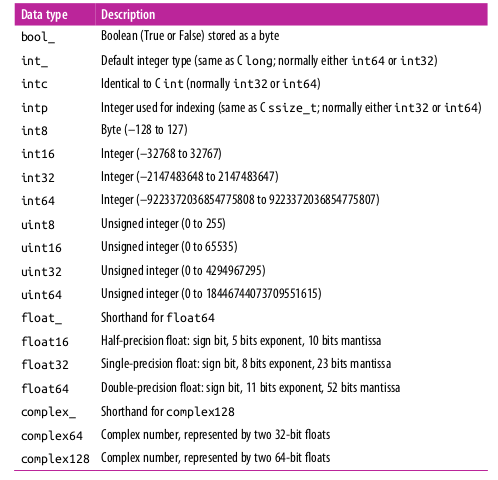 Data type Description
bool_ Boolean (True or False) stored as a byte
int_ Default integer type (same as C long; normally either int64 or int32)
intc Identical to C int (normally int32 or int64)
intp Integer used for indexing (same as C ssize_t; normally either int32 or int64)
int8 Byte (–128 to 127)
int16 Integer (–32768 to 32767)
int32 Integer (–2147483648 to 2147483647)
int64 Integer (–9223372036854775808 to 9223372036854775807)
uint8 Unsigned integer (0 to 255)
uint16 Unsigned integer (0 to 65535)
uint32 Unsigned integer (0 to 4294967295)
uint64 Unsigned integer (0 to 18446744073709551615)
float_ Shorthand for float64
float16 Half-precision float: sign bit, 5 bits exponent, 10 bits mantissa
float32 Single-precision float: sign bit, 8 bits exponent, 23 bits mantissa
float64 Double-precision float: sign bit, 11 bits exponent, 52 bits mantissa
complex_ Shorthand for complex128
complex64 Complex number, represented by two 32-bit floats
complex128 Complex number, represented by two 64-bit floats